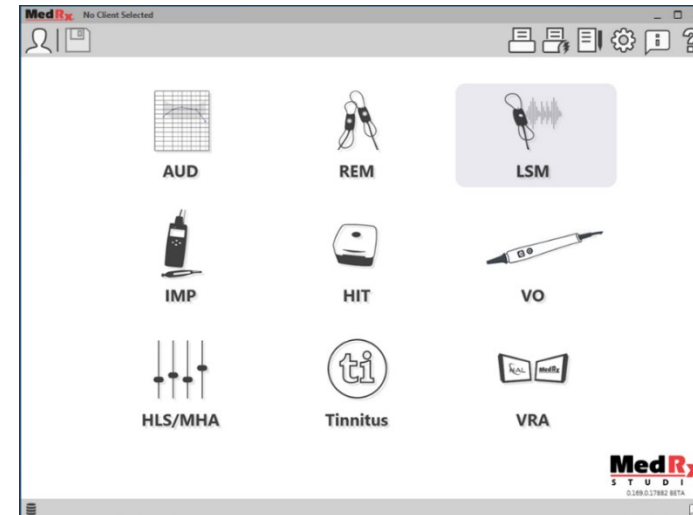 MedRx No Client Selected
AUD
REM
LSM
IMP
HIT
VO
HLS/MHA
ti
Tinnitus
NAL MedRx
VRA
MedRx
STUDI
0.169.0.17882 BETA